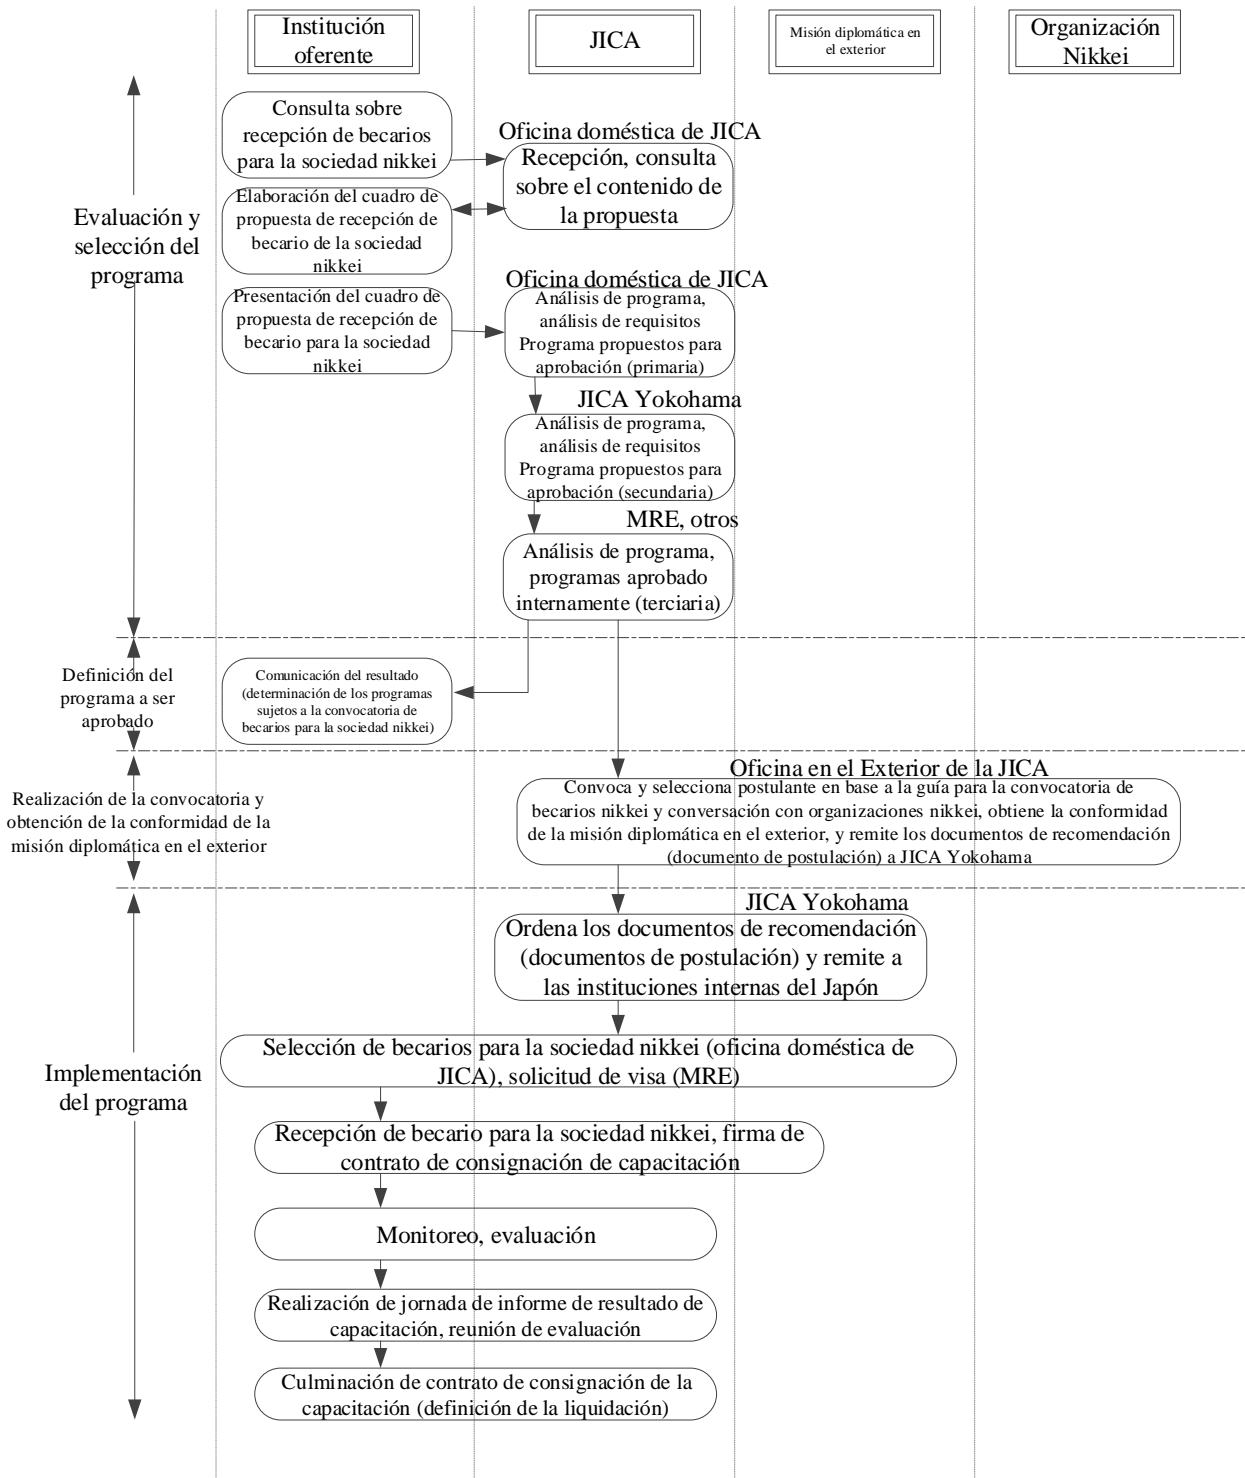 Institución
oferente
JICA
Misión diplomática en
el exterior
Organización
Nikkei
Evaluación y
selección del
programa
Consulta sobre
recepción de becarios
para la sociedad nikkei
Oficina doméstica de JICA
Recepción, consulta
sobre el contenido de
la propuesta
Elaboración del cuadro de
propuesta de recepción de
becario de la sociedad
nikkei
Presentación del cuadro de
propuesta de recepción de
becario para la sociedad
nikkei
Oficina doméstica de JICA
Análisis de programa,
análisis de requisitos
Programa propuestos para
aprobación (primaria)
JICA Yokohama
Análisis de programa,
análisis de requisitos
Programa propuestos para
aprobación (secundaria)
MRE, otros
Análisis de programa,
programas aprobado
internamente (terciaria)
Definición del
programa a ser
aprobado
Comunicación del resultado
(determinación de los programas
sujetos a la convocatoria de
becarios para la sociedad nikkei)
Realización de la convocatoria y
obtención de la conformidad de la
misión diplomática en el exterior
Oficina en el Exterior de la JICA
Convoca y selecciona postulante en base a la guía para la convocatoria de
becarios nikkei y conversación con organizaciones nikkei, obtiene la conformidad
de la misión diplomática en el exterior, y remite los documentos de recomendación
(documento de postulación) a JICA Yokohama
Implementación
del programa
JICA Yokohama
Ordena los documentos de recomendación
(documentos de postulación) y remite a
las instituciones internas del Japón
Selección de becarios para la sociedad nikkei (oficina doméstica de
JICA), solicitud de visa (MRE)
Recepción de becario para la sociedad nikkei, firma de
contrato de consignación de capacitación
Monitoreo, evaluación
Realización de jornada de informe de resultado de
capacitación, reunión de evaluación
Culminación de contrato de consignación de la
capacitación (definición de la liquidación)